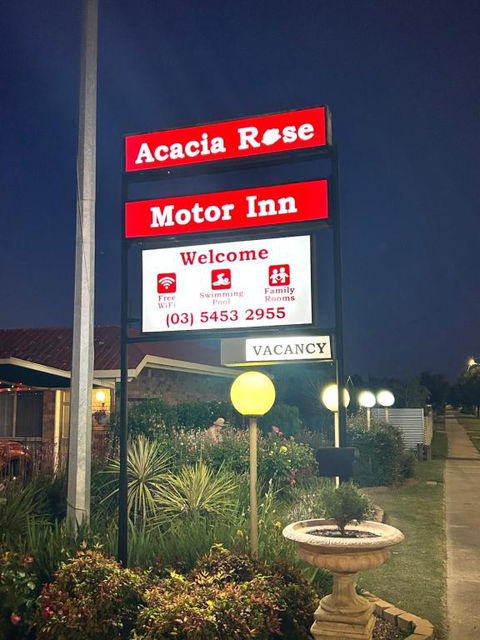 Acacia Rose
Motor Inn
Welcome
Free WiFi
Swimming Pool
Family Rooms
(03) 5453 2955
VACANCY